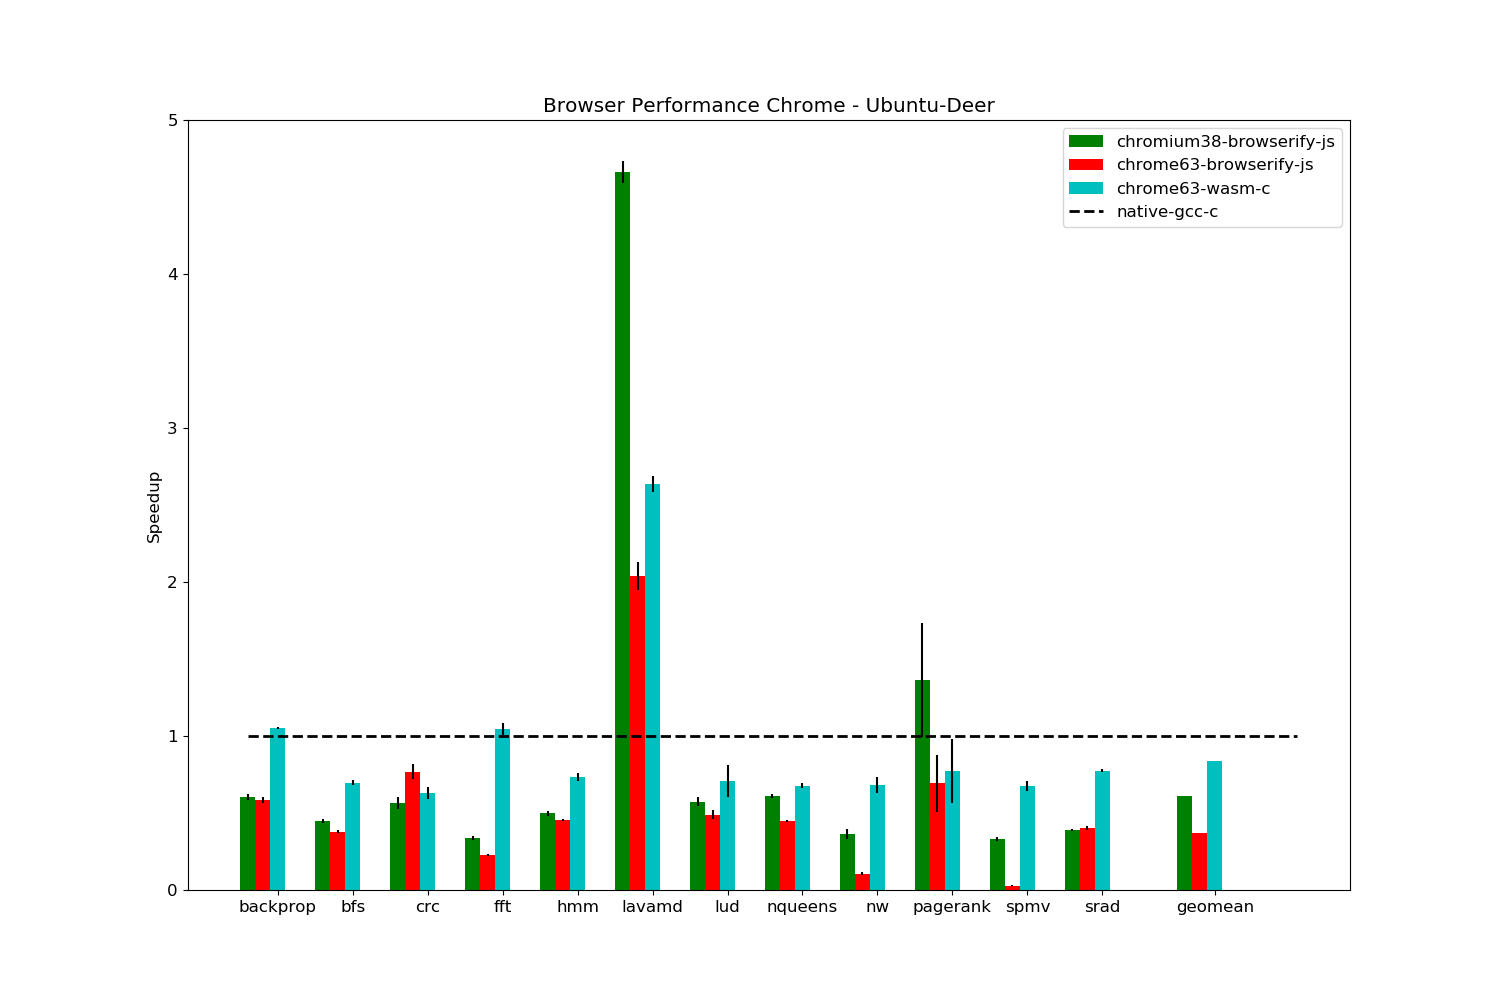 Browser Performance Chrome - Ubuntu-Deer
chromium38-browserify-js
chrome63-browserify-js
chrome63-wasm-c
native-gcc-c
Speedup
5
4
3
2
1
0
backprop bfs crc fft hmm lavamd lud nqueens nw pagerank spmv srad geomean